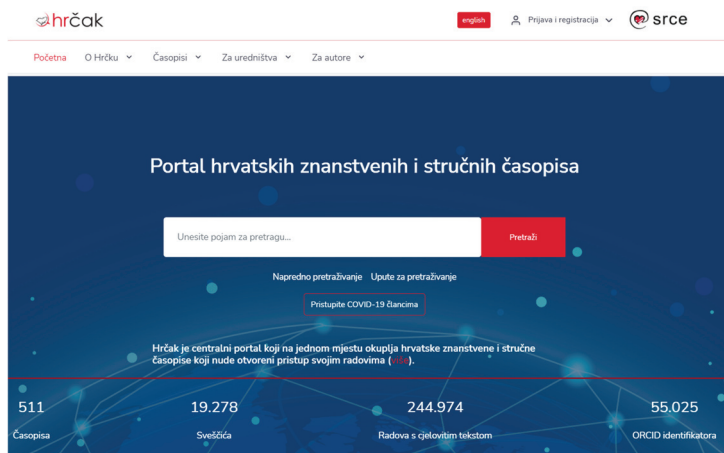 hrčak
english
Prijava i registracija
srce
Početna O Hrčku Časopisi Za uredništva Za autore
Portal hrvatskih znanstvenih i stručnih časopisa
Unesite pojam za pretragu...
Pretraži
Napredno pretraživanje Upute za pretraživanje
Pristupite COVID-19 člancima
Hrčak je centralni portal koji na jednom mjestu okuplja hrvatske znanstvene i stručne
časopise koji nude otvoreni pristup svojim radovima (više).
511 19.278 244.974 55.025
Časopisa Sveščića Radova s cjelovitim tekstom ORCID identifikatora